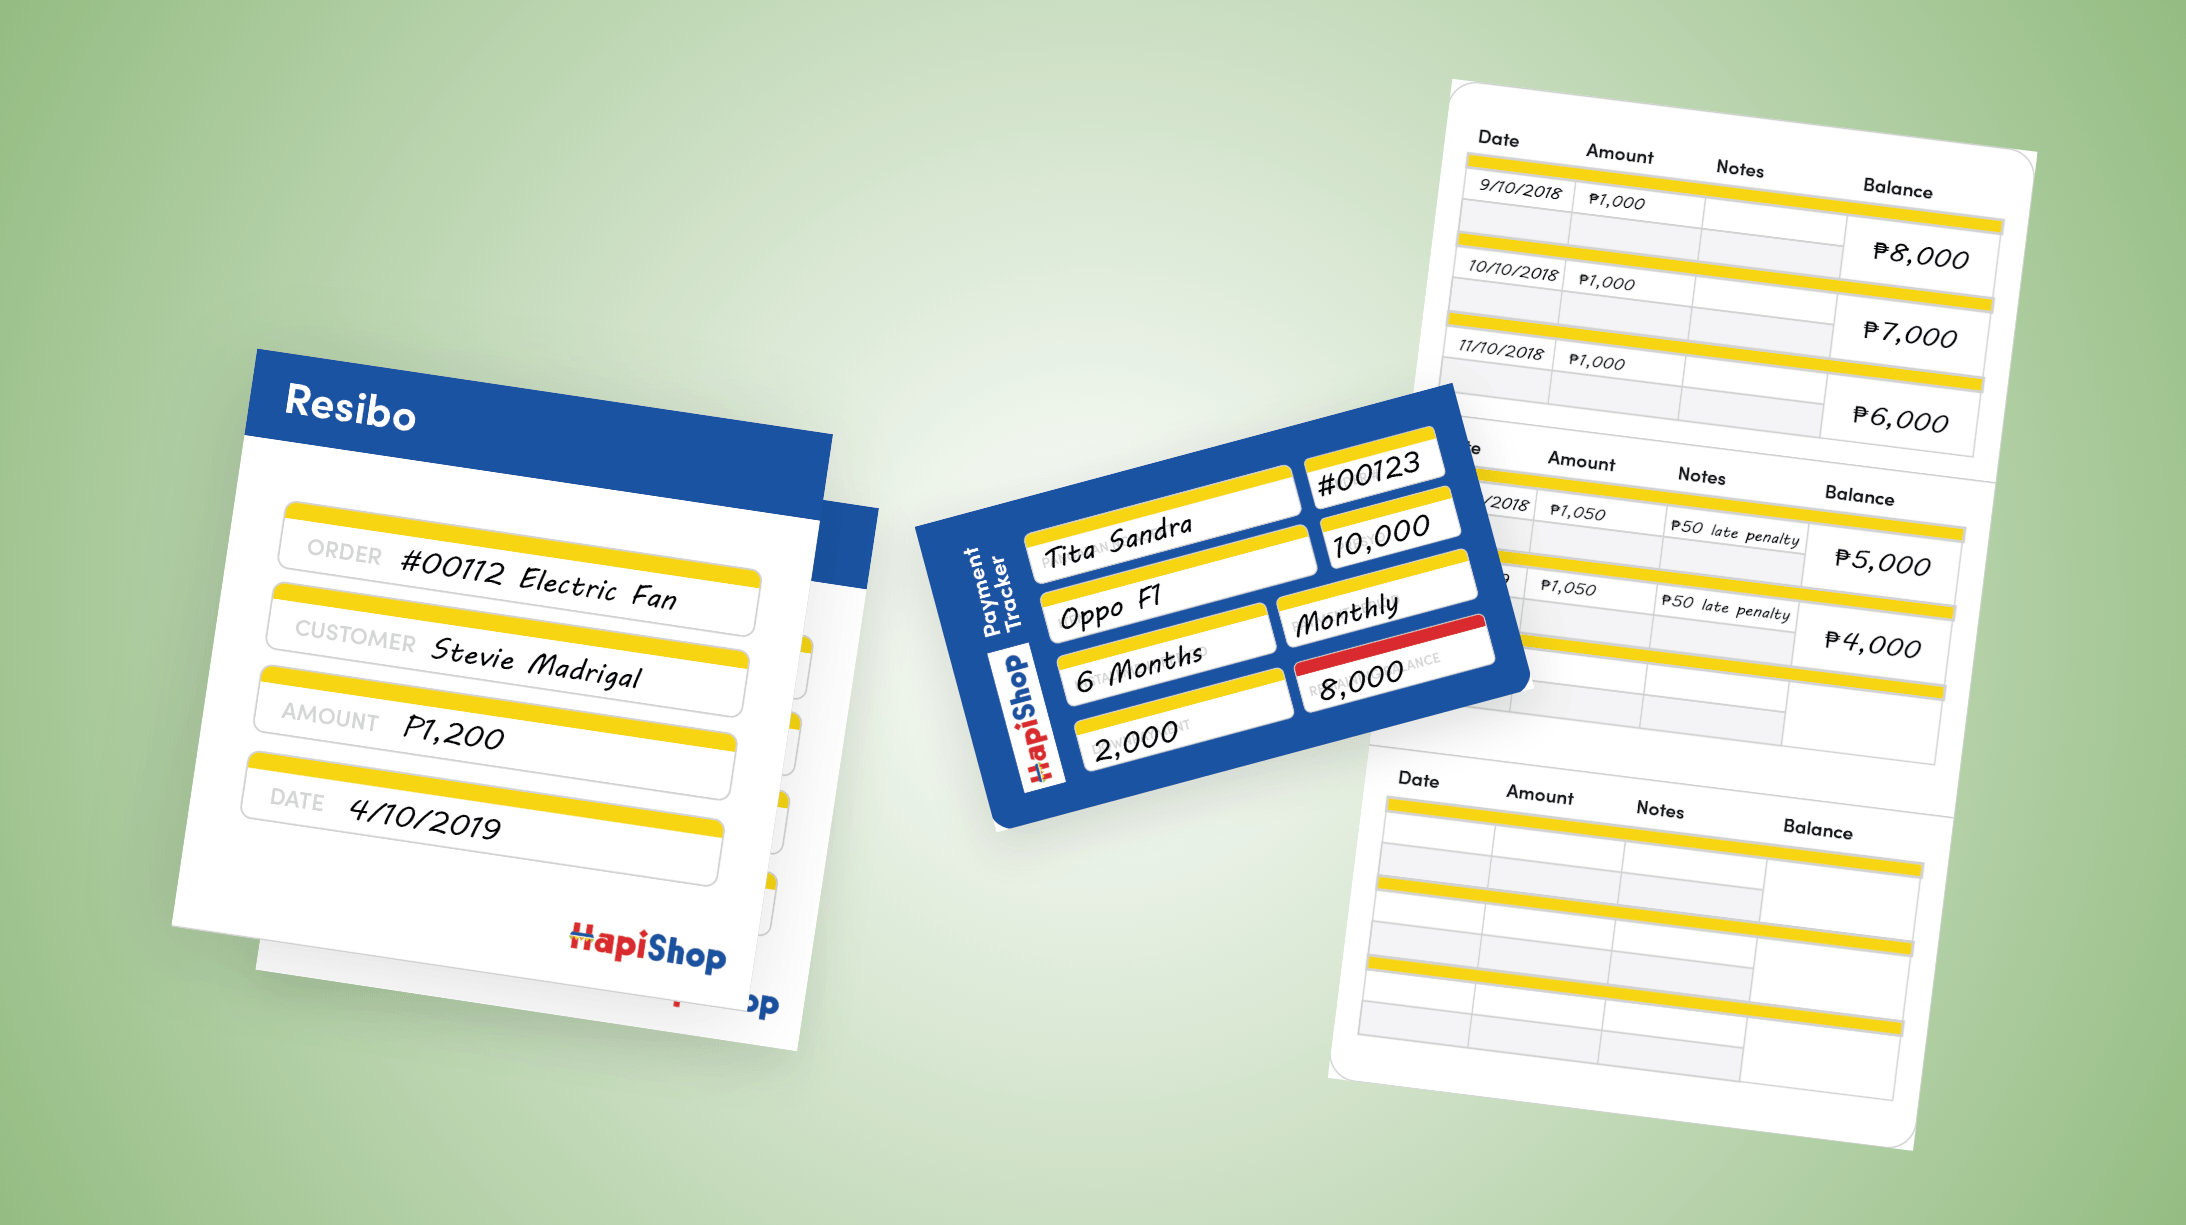 Resibo
ORDER #00112 Electric Fan
CUSTOMER Stevie Madrigal
AMOUNT ₱1,200
DATE 4/10/2019
HapiShop
op
Payment Tracker
HapiShop
Tita Sandra
#00123
Oppo F1
10,000
6 Months
Monthly
2,000
8,000
Date Amount Notes Balance
9/10/2018 ₱1,000 ₱8,000
10/10/2018 ₱1,000 ₱7,000
11/10/2018 ₱1,000 ₱6,000
Amount Notes Balance
/2018 ₱1,050 ₱50 late penalty ₱5,000
9 ₱1,050 ₱50 late penalty ₱4,000
Date Amount Notes Balance